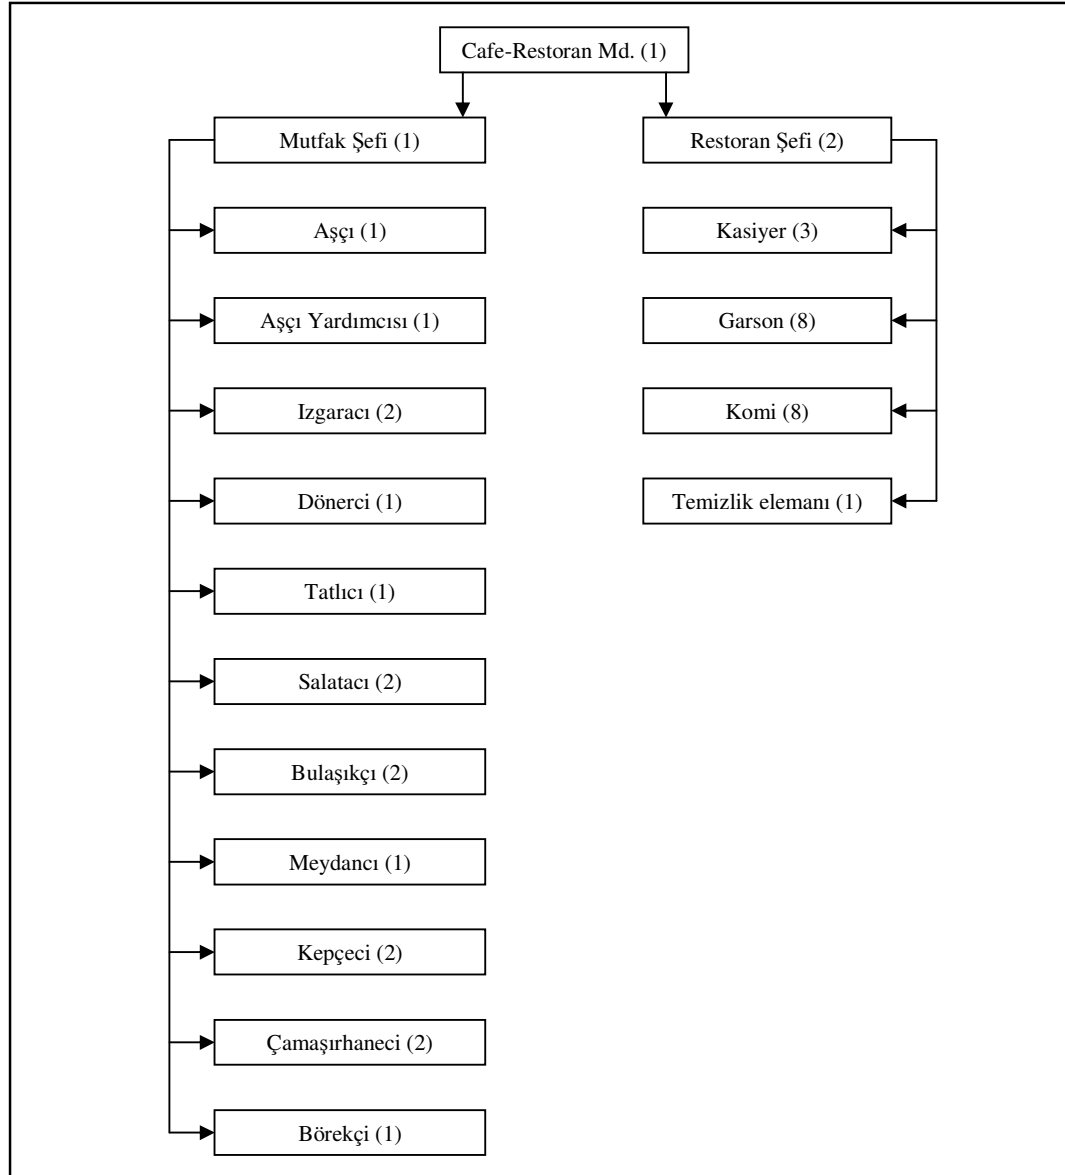 Cafe-Restoran Md. (1)
Mutfak Şefi (1)
Aşçı (1)
Aşçı Yardımcısı (1)
Izgaracı (2)
Dönerci (1)
Tatlıcı (1)
Salatacı (2)
Bulaşıkçı (2)
Meydancı (1)
Kepçeci (2)
Çamaşırhaneci (2)
Börekçi (1)
Restoran Şefi (2)
Kasiyer (3)
Garson (8)
Komi (8)
Temizlik elemanı (1)